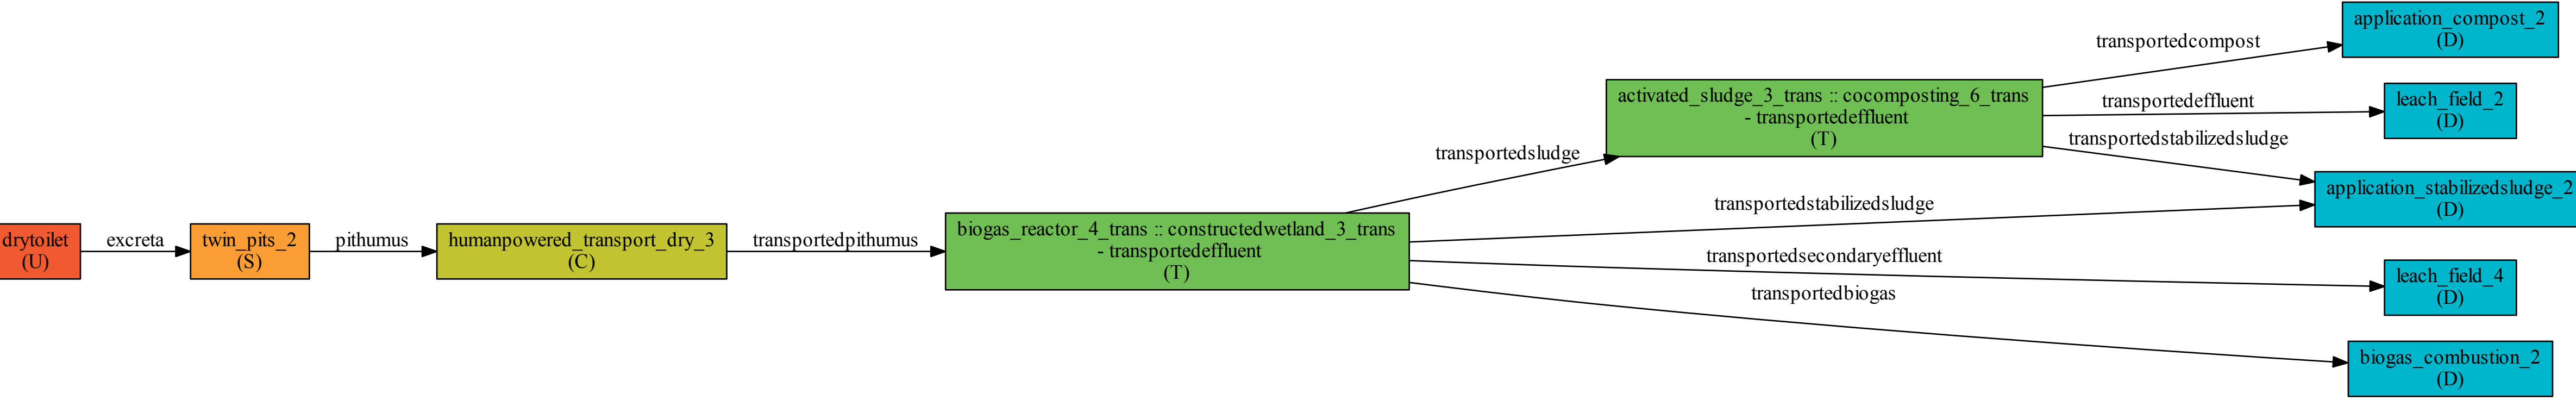 drytoilet
(U)
excreta
twin_pits_2
(S)
pithumus
humanpowered_transport_dry_3
(C)
transportedpithumus
biogas_reactor_4_trans :: constructedwetland_3_trans
- transportedeffluent
(T)
transportedsludge
activated_sludge_3_trans :: cocomposting_6_trans
- transportedeffluent
(T)
transportedcompost
transportedeffluent
transportedstabilizedsludge
transportedstabilizedsludge
transportedsecondaryeffluent
transportedbiogas
application_compost_2
(D)
leach_field_2
(D)
application_stabilizedsludge_2
(D)
leach_field_4
(D)
biogas_combustion_2
(D)